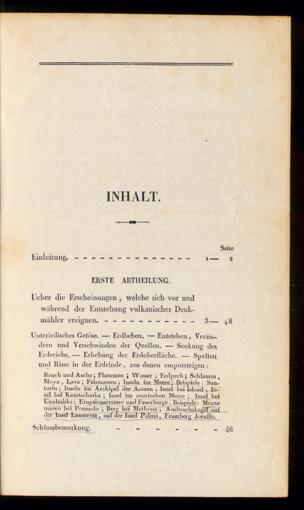 INHALT.
Seite
Einleitung. - - - - - - - - - - - - - - - 1— 2
ERSTE ABTHEILUNG.
Ueber die Erscheinungen, welche sich vor und
während der Entstehung vulkanischer Denk-
mähler ereignen. - - - - - - - - - - 3— 48
Unterirdisches Getöse. — Erdbeben. — Entstehen, Verän-
dern und Verschwinden der Quellen. — Senkung des
Erdreichs. — Erhebung der Erdoberfläche. — Spalten
und Risse in der Erdrinde, aus denen emporsteigen:
Rauch und Asche; Flammen; Wasser; Erdpech; Schlamm,
Moya, Lava; Felsmassen; Inseln im Meere; Beispiele: San-
torin; Inseln im Archipel der Azoren; Insel bei Island; In-
sel bei Kamtschatka; Insel im azovischen Meere; Insel bei
Unalashka; Eruptionskratere und Feuerberge. Beispiele: Monte
nuovo bei Pozzuolo; Berg bei Methone, auf
der Insel Lanzerote, auf der Insel Palma, Feuerberg Jorullo.
Schlussbemerkung. - - - - - - 46